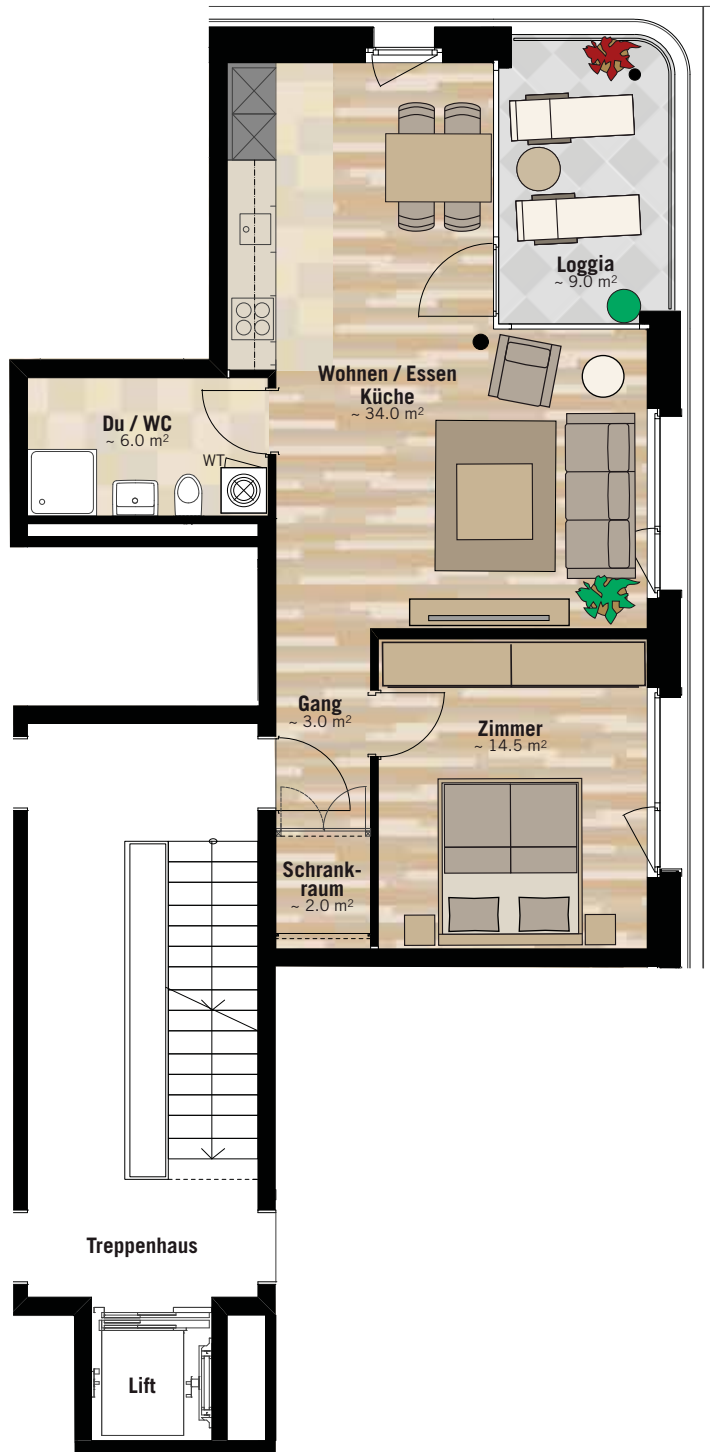 Loggia
~ 9.0 m²
Wohnen / Essen
Küche
~ 34.0 m²
Du / WC
~ 6.0 m²
WT
Gang
~ 3.0 m²
Zimmer
~ 14.5 m²
Schrank-
raum
~ 2.0 m²
Treppenhaus
Lift